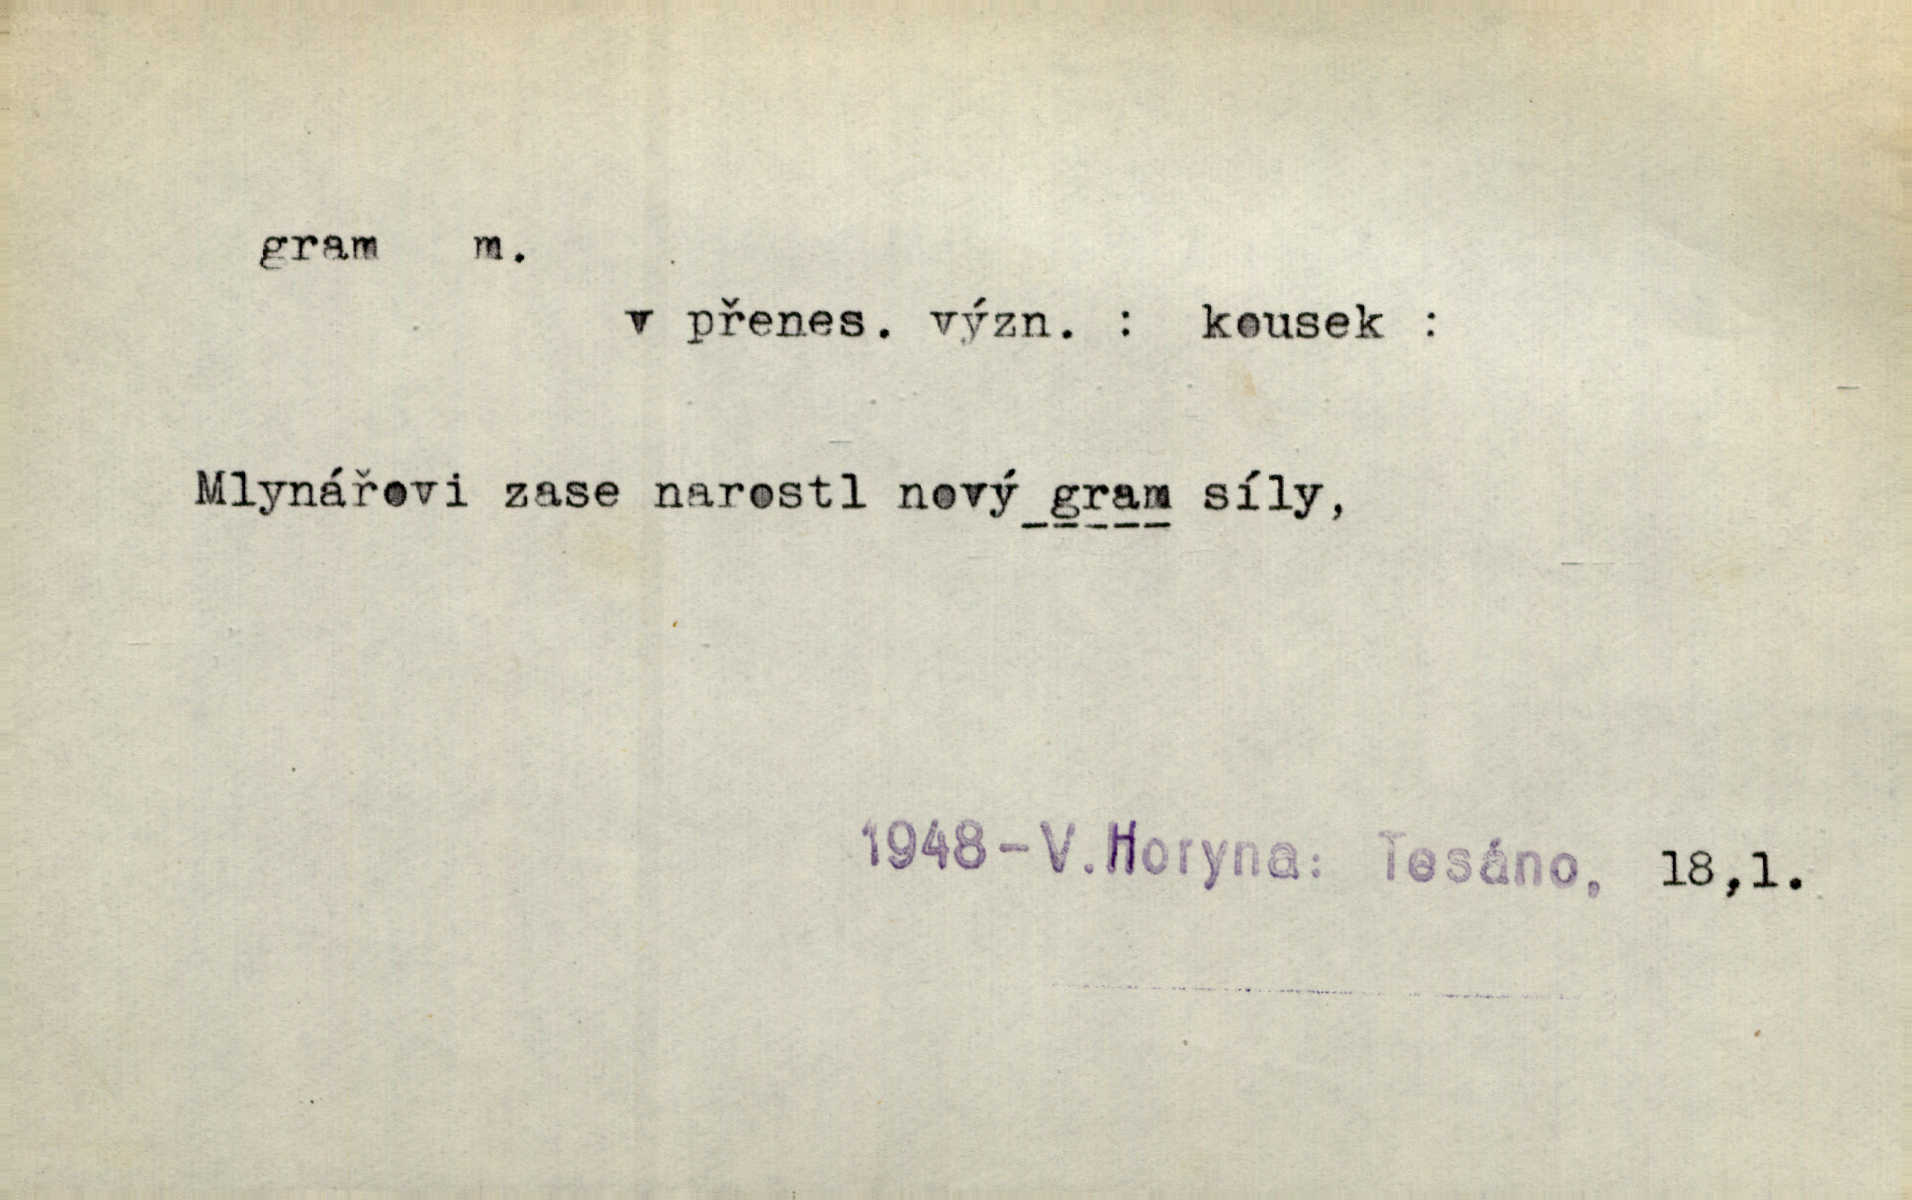 gram m.
v přenes. význ. : kousek :
Mlynářovi zase narostl nový gram síly,
1948-V.Horyna: Tesáno, 18,1.